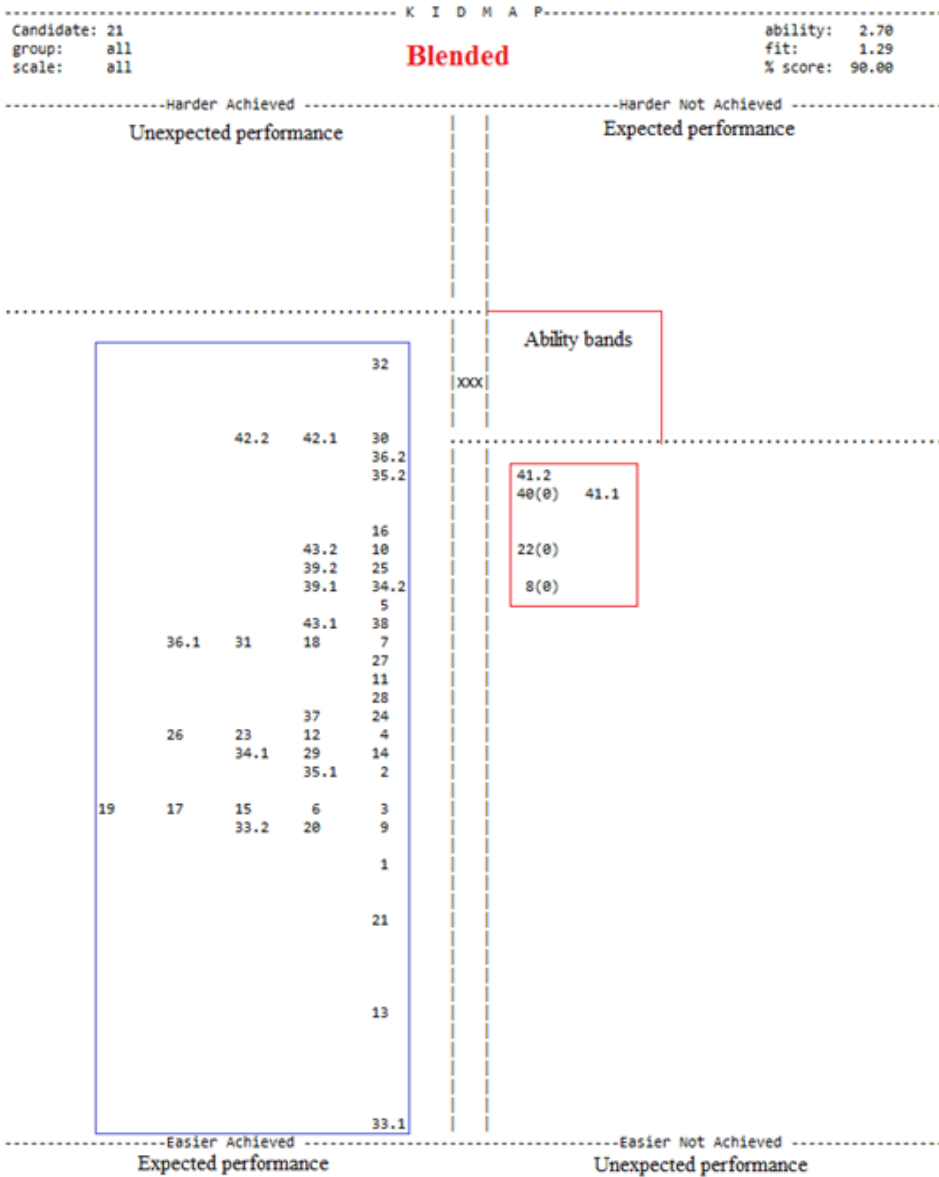 K I D M A P
Candidate: 21 ability: 2.70
group: all Blended fit: 1.29
scale: all % score: 90.00
Harder Achieved Harder Not Achieved
Unexpected performance Expected performance
Ability bands
32
XXX
42.2 42.1 30
36.2
35.2 41.2
40(0) 41.1
16
43.2 10 22(0)
39.2 25
39.1 34.2 8(0)
5
43.1 38
36.1 31 18 7
27
11
28
37 24
26 23 12 4
34.1 29 14
35.1 2
19 17 15 6 3
33.2 20 9
1
21
13
33.1
Easier Achieved Easier Not Achieved
Expected performance Unexpected performance